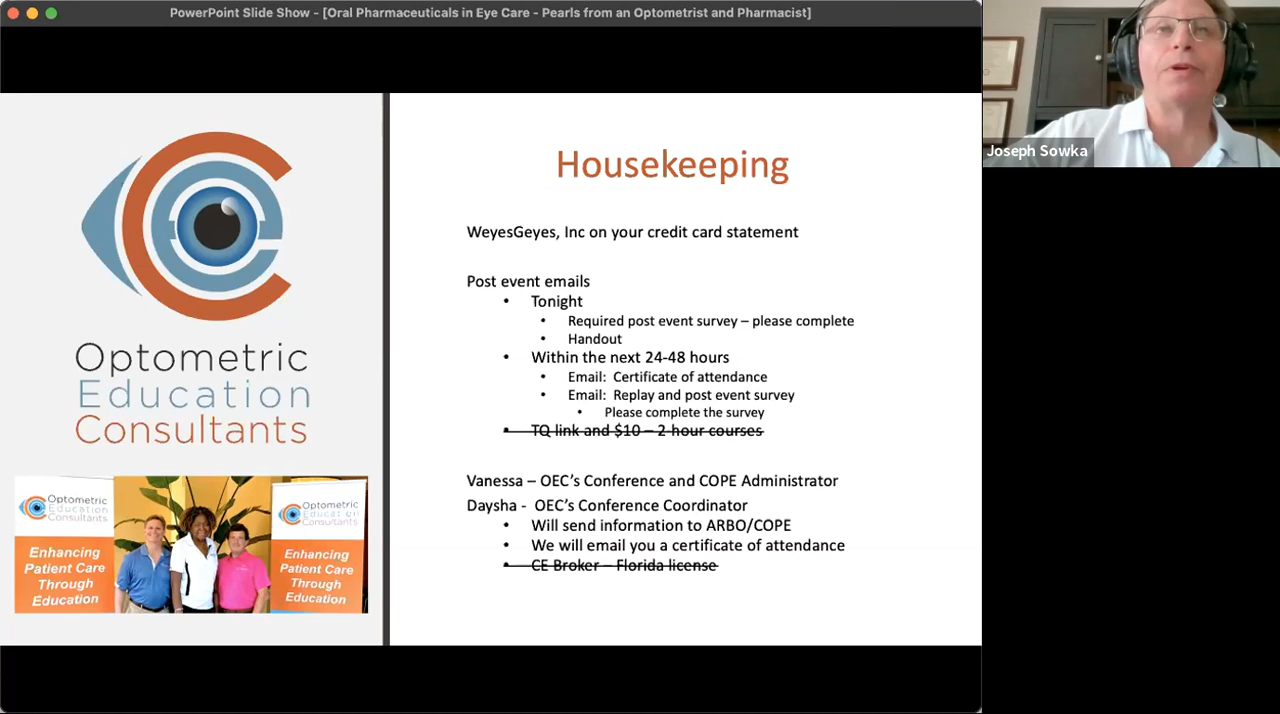 PowerPoint Slide Show - [Oral Pharmaceuticals in Eye Care - Pearls from an Optometrist and Pharmacist]
Joseph Sowka
Optometric
Education
Consultants
Optometric
Education
Consultants
Enhancing
Patient Care
Through
Education
Optometric
Education
Consultants
Enhancing
Patient Care
Through
Education
Housekeeping
WeyesGeyes, Inc on your credit card statement
Post event emails
• Tonight
• Required post event survey – please complete
• Handout
• Within the next 24-48 hours
• Email: Certificate of attendance
• Email: Replay and post event survey
• Please complete the survey
• TQ link and $10 – 2 hour courses
Vanessa – OEC's Conference and COPE Administrator
Daysha - OEC's Conference Coordinator
• Will send information to ARBO/COPE
• We will email you a certificate of attendance
• CE Broker – Florida license